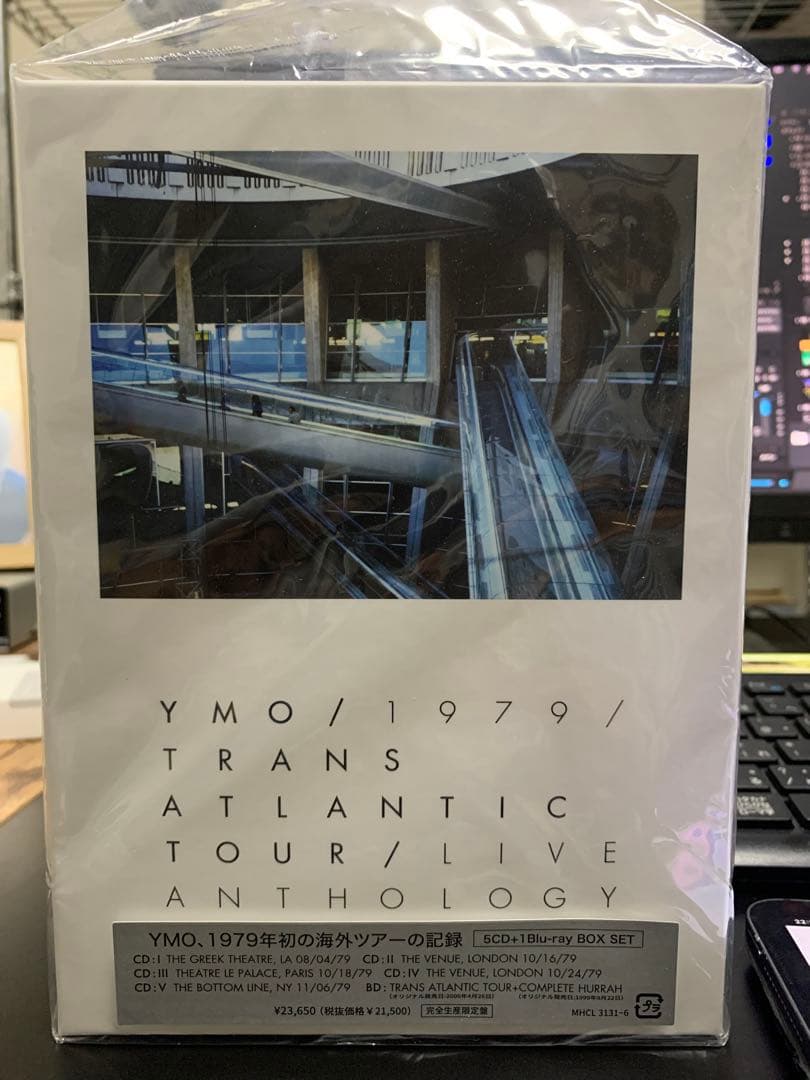 YMO/1979/
TRANS
ATLANTIC
TOUR/LIVE
ANTHOLOGY
YMO、1979年初の海外ツアーの記録 5CD+1Blu-ray BOX SET
CD:I THE GREEK THEATRE, LA 08/04/79 CD:II THE VENUE, LONDON 10/16/79
CD:III THEATRE LE PALACE, PARIS 10/18/79 CD:IV THE VENUE, LONDON 10/24/79
CD:V THE BOTTOM LINE, NY 11/06/79 BD: TRANS ATLANTIC TOUR+COMPLETE HURRAH
¥23,650（税抜価格￥21,500） 完全生産限定盤 MHCL 3131-6 プラ